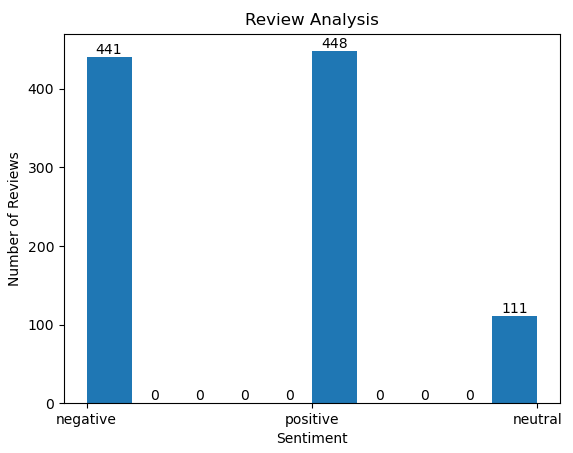 Review Analysis
441
448
111
0 0 0 0 0 0 0
400
300
200
100
0
Number of Reviews
negative positive neutral
Sentiment